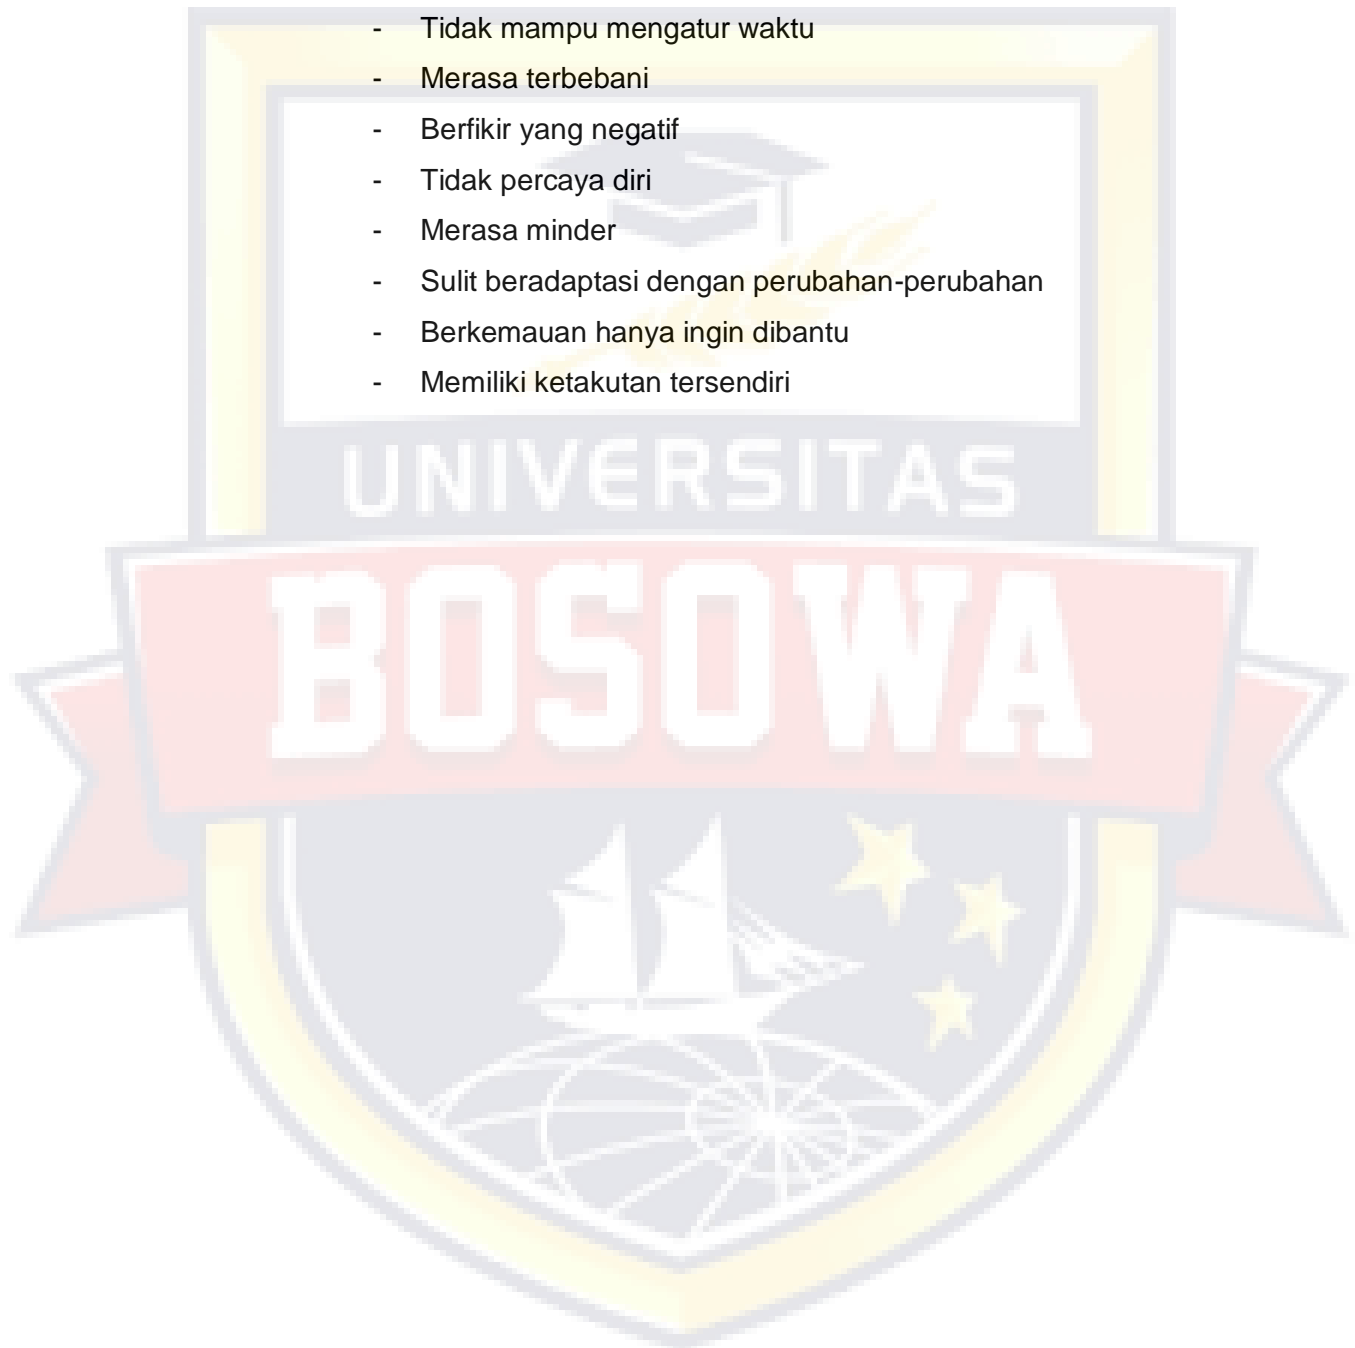 - Tidak mampu mengatur waktu
- Merasa terbebani
- Berfikir yang negatif
- Tidak percaya diri
- Merasa minder
- Sulit beradaptasi dengan perubahan-perubahan
- Berkemauan hanya ingin dibantu
- Memiliki ketakutan tersendiri
UNIVERSITAS
BOSOWA